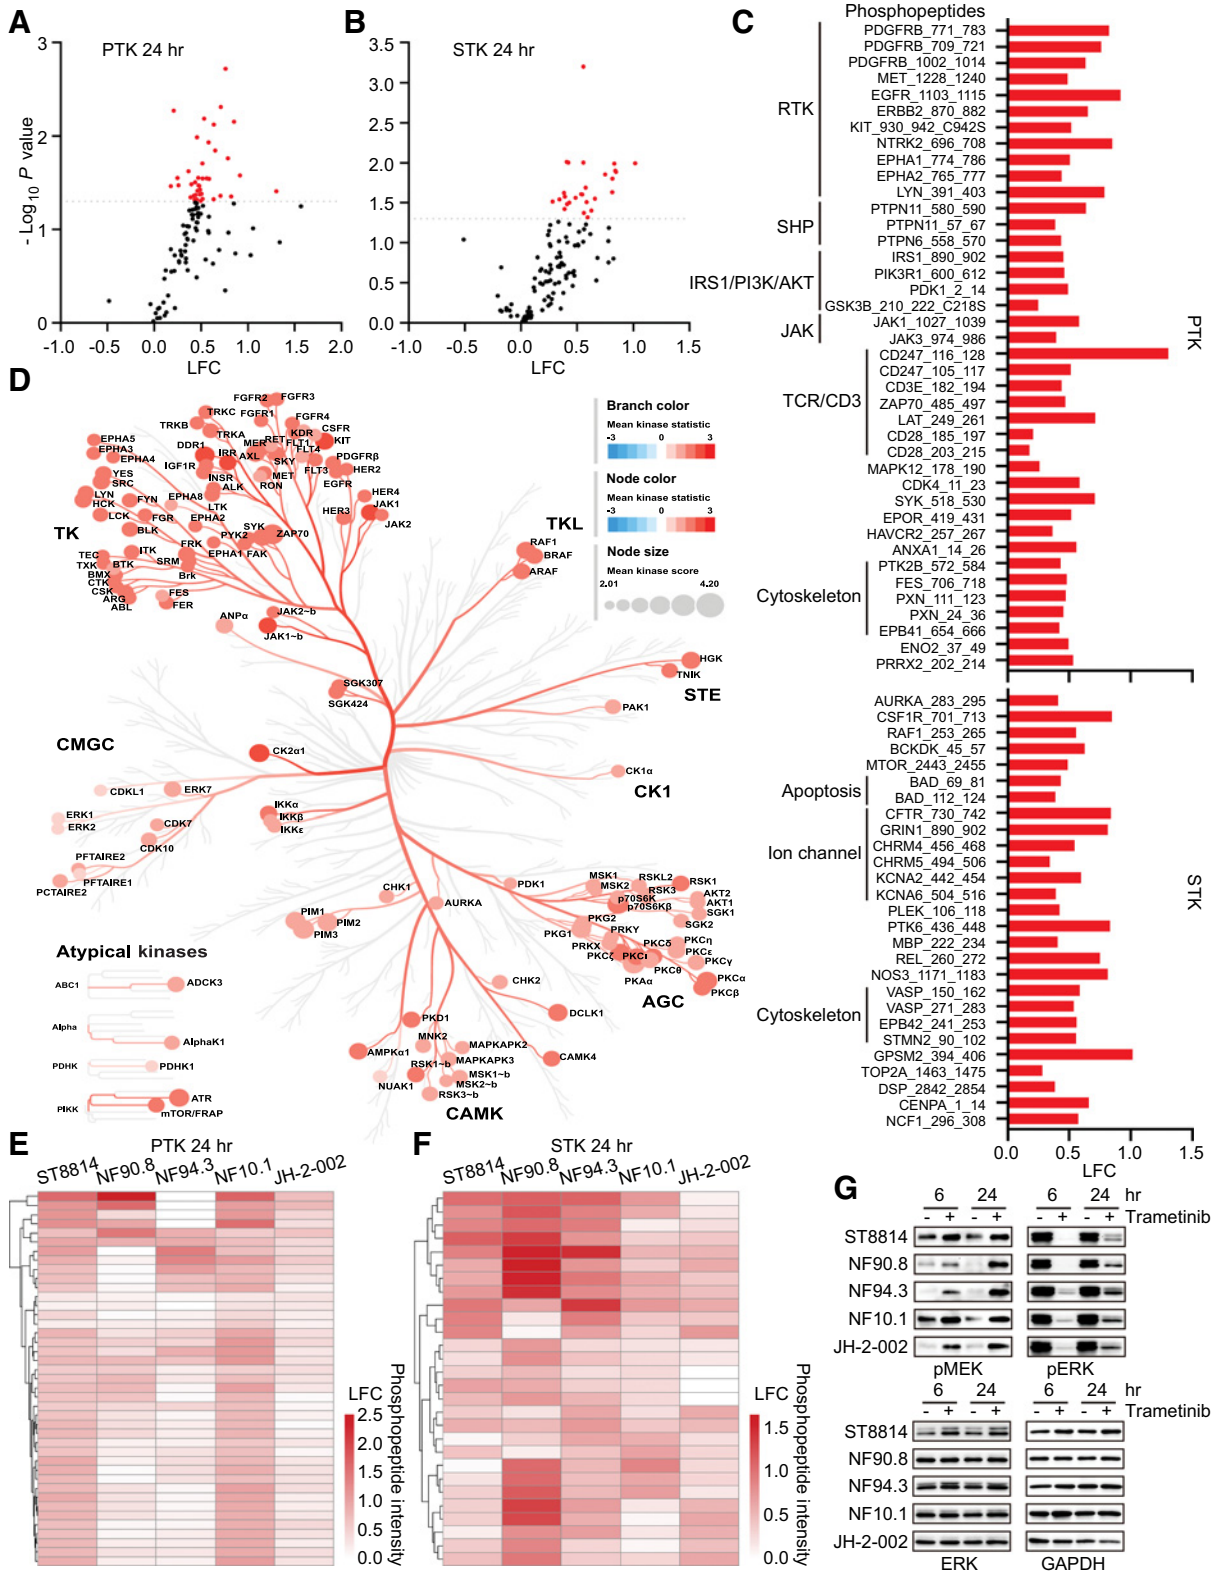 A
PTK 24 hr
3
2
1
0
- Log10 P value
-1.0
-0.5
0.0
0.5
1.0
1.5
2.0
LFC
B
STK 24 hr
3.5
3.0
2.5
2.0
1.5
1.0
0.5
0.0
-1.0
-0.5
0.0
0.5
1.0
1.5
LFC
C
Phosphopeptides
RTK
PDGFRB_771_783
PDGFRB_709_721
PDGFRB_1002_1014
MET_1228_1240
EGFR_1103_1115
ERBB2_870_882
KIT_930_942_C942S
NTRK2_696_708
EPHA1_774_786
EPHA2_765_777
LYN_391_403
SHP
PTPN11_580_590
PTPN11_57_67
PTPN6_558_570
IRS1/PI3K/AKT
IRS1_890_902
PIK3R1_600_612
PDK1_2_14
GSK3B_210_222_C218S
JAK
JAK1_1027_1039
JAK3_974_986
TCR/CD3
CD247_116_128
CD247_105_117
CD3E_182_194
ZAP70_485_497
LAT_249_261
CD28_185_197
CD28_203_215
MAPK12_178_190
CDK4_11_23
SYK_518_530
EPOR_419_431
HAVCR2_257_267
ANXA1_14_26
Cytoskeleton
PTK2B_572_584
FES_706_718
PXN_111_123
PXN_24_36
EPB41_654_666
ENO2_37_49
PRRX2_202_214
PTK
AURKA_283_295
CSF1R_701_713
RAF1_253_265
BCKDK_45_57
MTOR_2443_2455
Apoptosis
BAD_69_81
BAD_112_124
Ion channel
CFTR_730_742
GRIN1_890_902
CHRM4_456_468
CHRM5_494_506
KCNA2_442_454
KCNA6_504_516
PLEK_106_118
PTK6_436_448
MBP_222_234
REL_260_272
NOS3_1171_1183
Cytoskeleton
VASP_150_162
VASP_271_283
EPB42_241_253
STMN2_90_102
GPSM2_394_406
TOP2A_1463_1475
DSP_2842_2854
CENPA_1_14
NCF1_296_308
STK
0.0
0.5
1.0
1.5
LFC
D
Branch color
Mean kinase statistic
-3
0
3
Node color
Mean kinase statistic
-3
0
3
Node size
Mean kinase score
2.01
4.20
TK
FGFR2
FGFR3
TRKC
FGFR1
FGFR4
TRKB
TRKA
KDR
CSFR
EPHA5
DDR1
MER
RET
FLT1
KIT
EPHA3
IRR
AXL
FLT4
EPHA4
IGF1R
SKY
FLT3
PDGFRβ
HER2
YES
SRC
INSR
MET
EGFR
ALK
RON
LYN
HCK
FYN
EPHA8
LTK
HER4
JAK1
LCK
FGR
EPHA2
HER3
JAK2
BLK
PYK2
SYK
ZAP70
FRK
EPHA1
FAK
TEC
ITK
SRM
TXK
BTK
BMX
Brk
CTK
CSK
ARG
ABL
FES
FER
ANPα
JAK2~b
JAK1~b
SGK307
SGK424
TKL
RAF1
BRAF
ARAF
STE
HGK
TNIK
PAK1
CK1
CK1α
CMGC
CK2α1
CDKL1
ERK7
ERK1
ERK2
CDK7
CDK10
PFTAIRE2
PFTAIRE1
PCTAIRE2
IKKα
IKKβ
IKKε
CHK1
PDK1
AURKA
PIM1
PIM2
PIM3
AGC
MSK1
MSK2
RSKL2
RSK3
RSK1
p70S6K
p70S6Kβ
AKT2
AKT1
SGK1
SGK2
PKG2
PKG1
PRKY
PRKX
PKCδ
PKCη
PKCε
PKCζ
PKCι
PKCγ
PKCθ
PKAα
PKCα
PKCβ
CHK2
DCLK1
PKD1
MNK2
MAPKAPK2
AMPKα1
RSK1~b
MAPKAPK3
CAMK4
NUAK1
MSK1~b
MSK2~b
RSK3~b
CAMK
Atypical kinases
ABC1
ADCK3
Alpha
AlphaK1
PDHK
PDHK1
PIKK
ATR
mTOR/FRAP
E
PTK 24 hr
ST8814
NF90.8
NF94.3
NF10.1
JH-2-002
LFC
2.5
2.0
1.5
1.0
0.5
0.0
Phosphopeptide intensity
F
STK 24 hr
ST8814
NF90.8
NF94.3
NF10.1
JH-2-002
LFC
1.5
1.0
0.5
0.0
Phosphopeptide intensity
G
6 24 6 24 hr
- + - + - + - + Trametinib
ST8814
NF90.8
NF94.3
NF10.1
JH-2-002
pMEK pERK
6 24 6 24 hr
- + - + - + - + Trametinib
ST8814
NF90.8
NF94.3
NF10.1
JH-2-002
ERK GAPDH